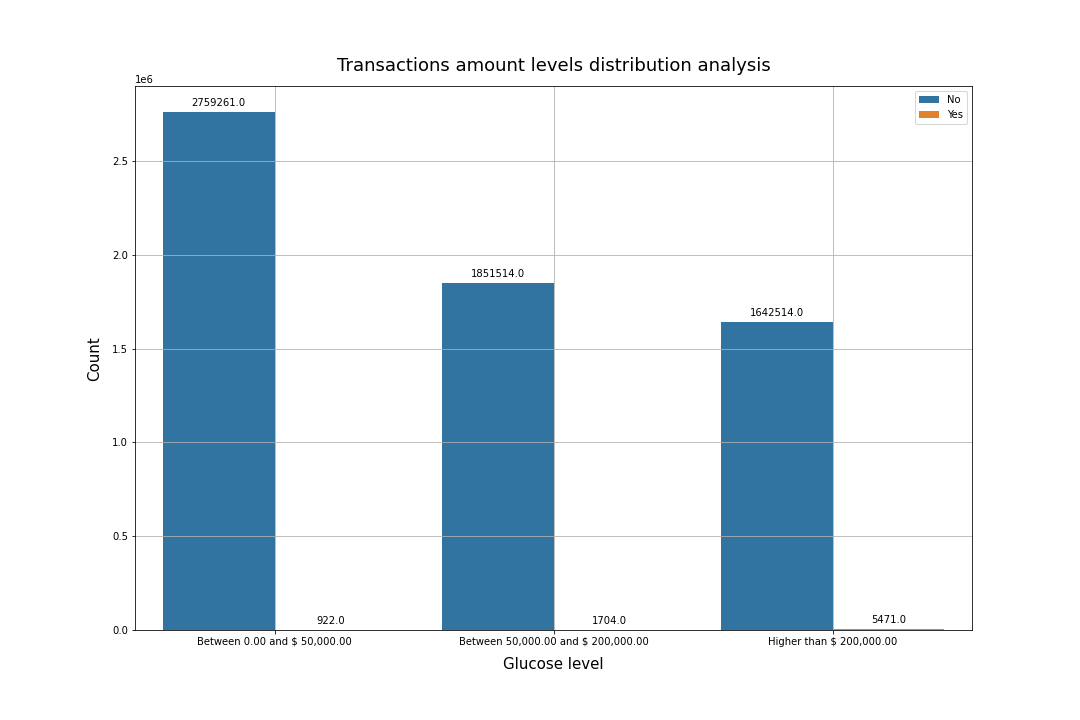 Transactions amount levels distribution analysis
1e6
2759261.0
No
Yes
2.5
2.0
1851514.0
1642514.0
1.5
Count
1.0
0.5
922.0
1704.0
5471.0
0.0
Between 0.00 and $ 50,000.00
Between 50,000.00 and $ 200,000.00
Higher than $ 200,000.00
Glucose level